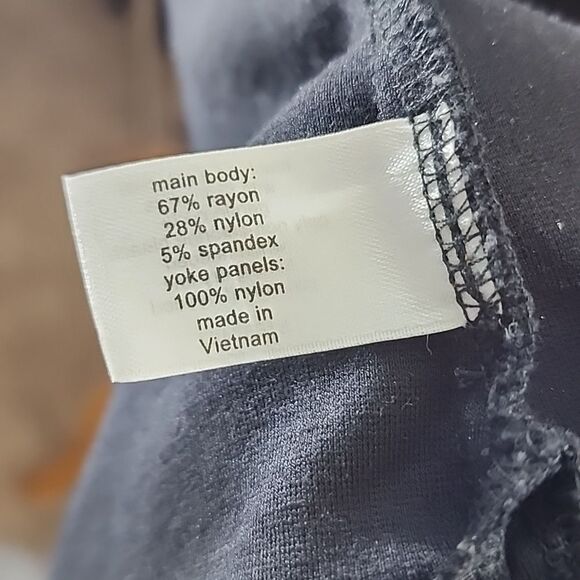 main body:
67% rayon
28% nylon
5% spandex
yoke panels:
100% nylon
made in
Vietnam